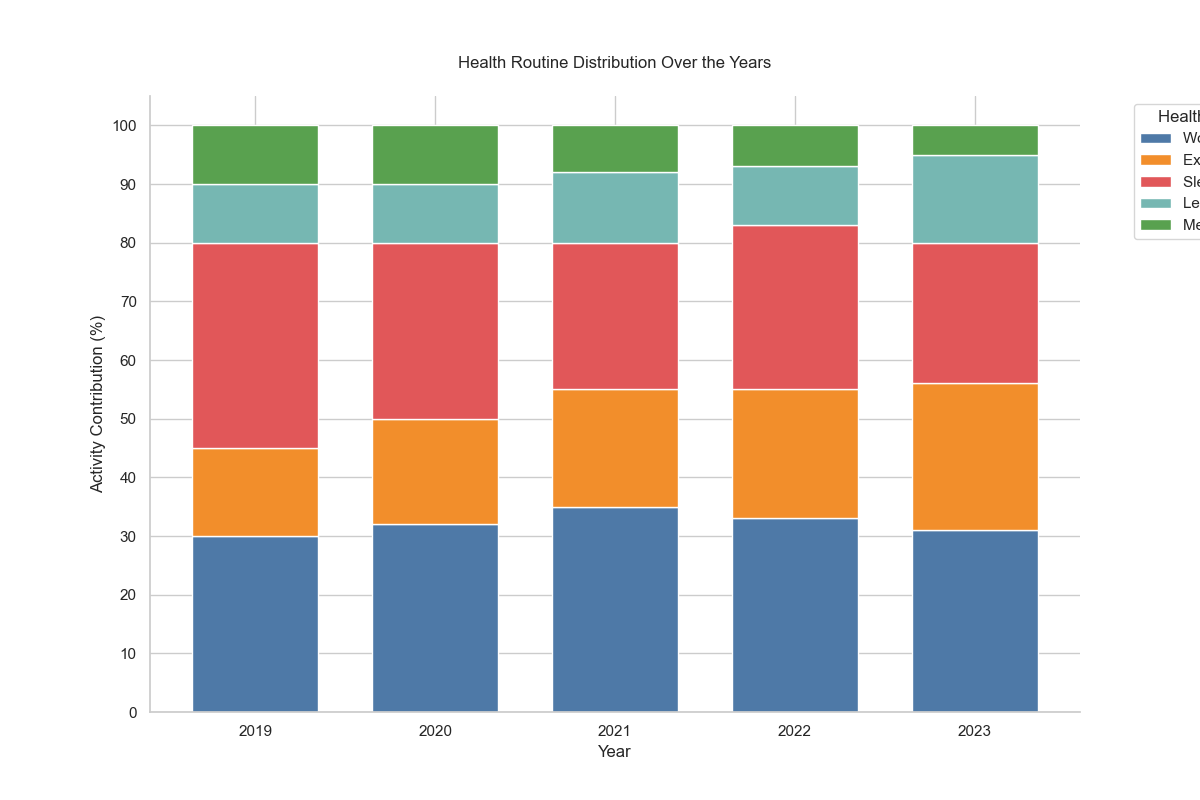 Health Routine Distribution Over the Years
Activity Contribution (%)
100
90
80
70
60
50
40
30
20
10
0
2019 2020 2021 2022 2023
Year
Health
Wo
Ex
Sle
Le
Me